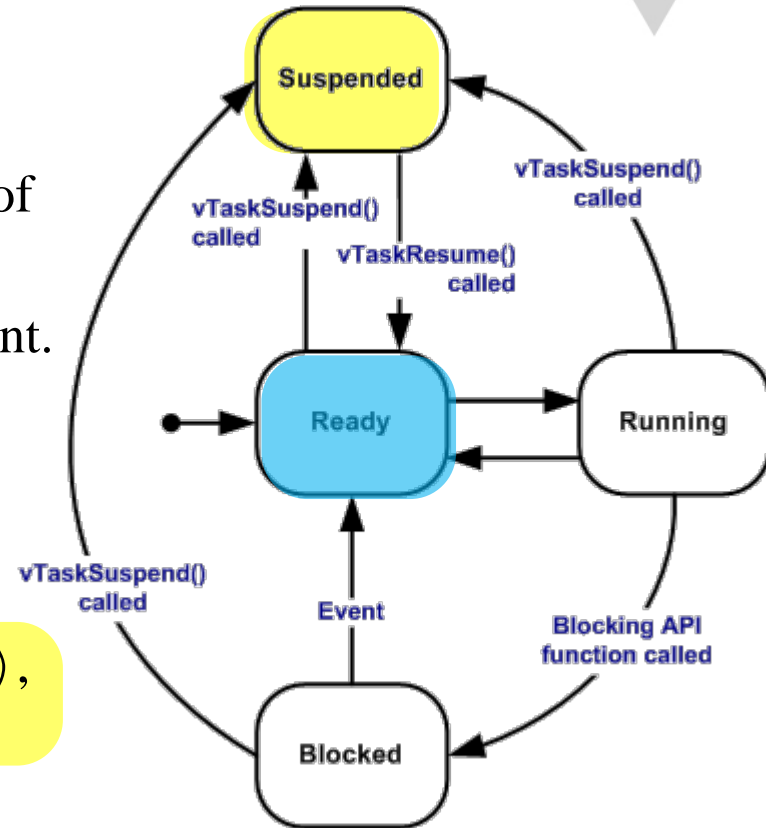 Suspended
of
vTaskSuspend()
called
vTaskSuspend()
called
vTaskResume()
called
nt.
Ready
Running
vTaskSuspend()
called
Event
Blocking API
function called
),
Blocked